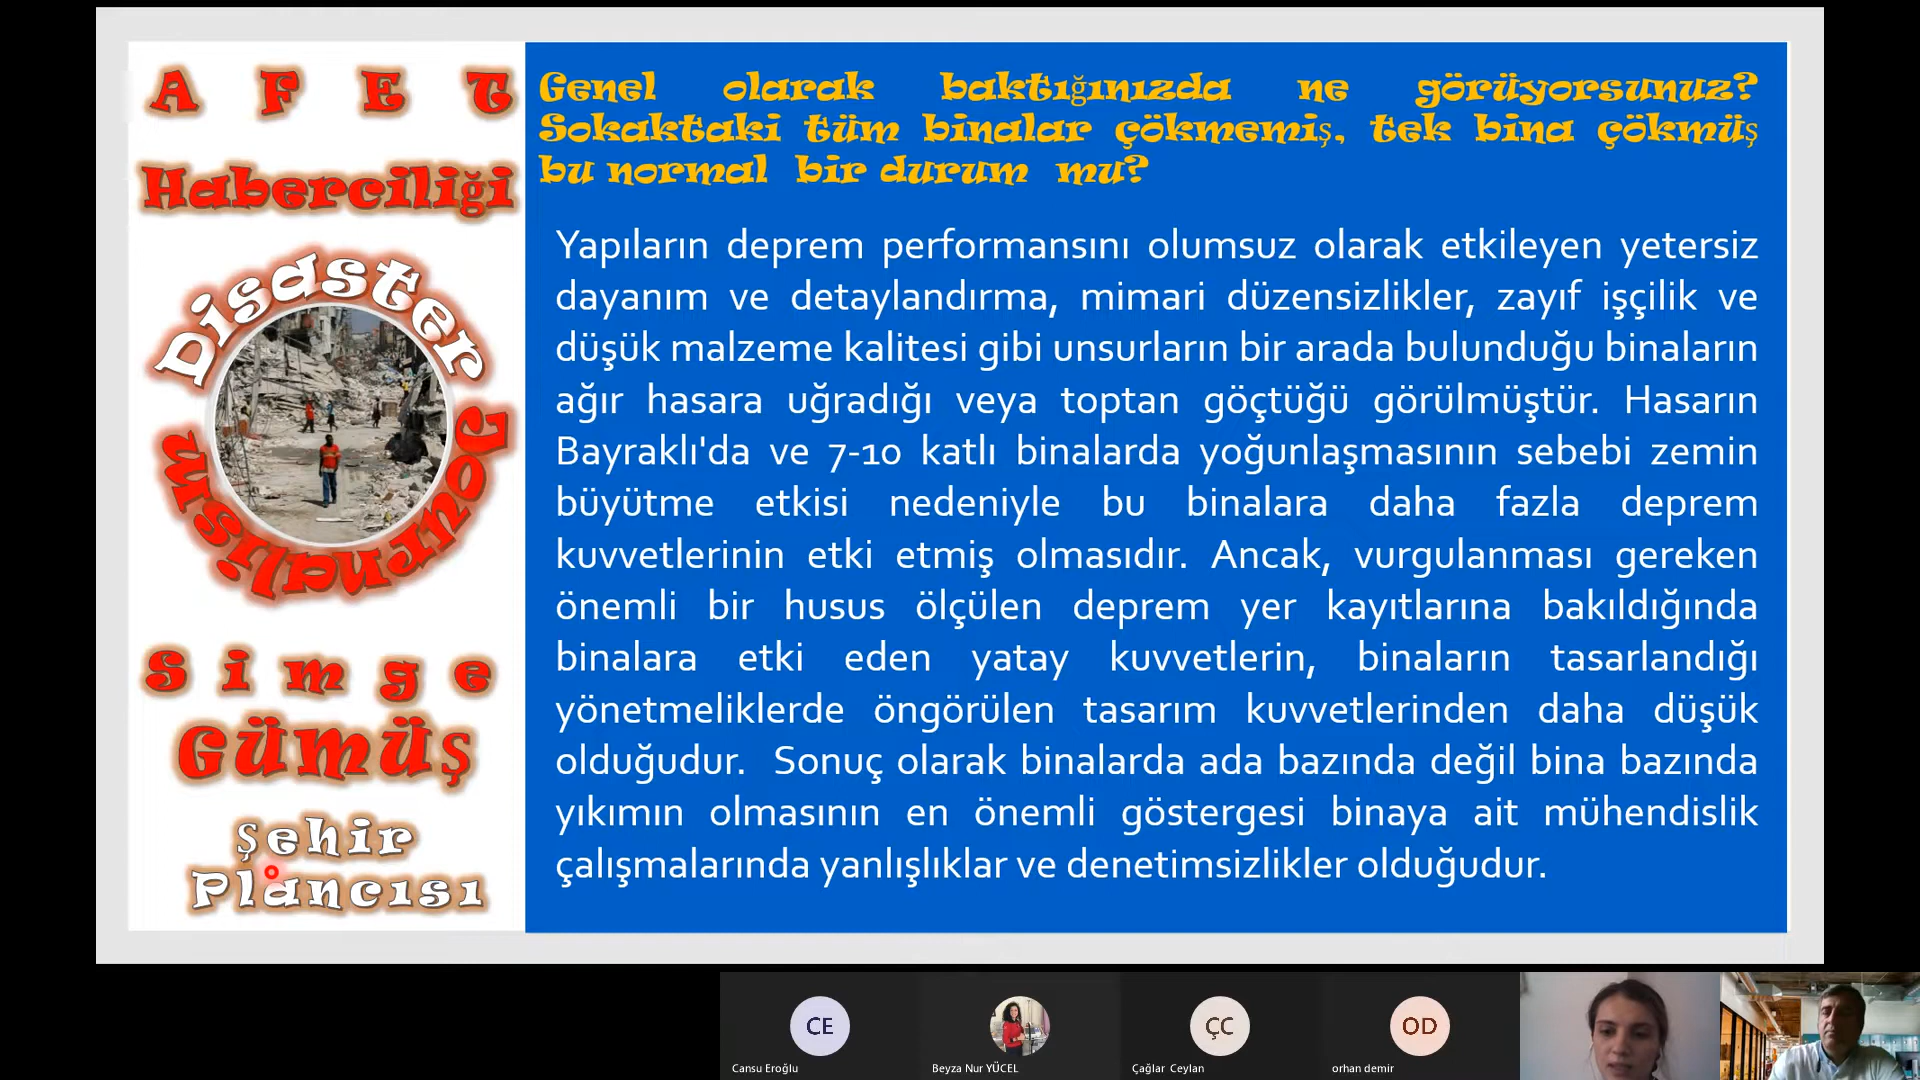 AFET
Haberciliği
Disaster
Journalism
Simge
Gümüş
Şehir
Plancısı
Genel olarak baktığınızda ne görüyorsunuz?
Sokaktaki tüm binalar çökmemiş, tek bina çökmüş
bu normal bir durum mu?
Yapıların deprem performansını olumsuz olarak etkileyen yetersiz
dayanım ve detaylandırma, mimari düzensizlikler, zayıf işçilik ve
düşük malzeme kalitesi gibi unsurların bir arada bulunduğu binaların
ağır hasara uğradığı veya toptan göçtüğü görülmüştür. Hasarın
Bayraklı'da ve 7-10 katlı binalarda yoğunlaşmasının sebebi zemin
büyütme etkisi nedeniyle bu binalara daha fazla deprem
kuvvetlerinin etki etmiş olmasıdır. Ancak, vurgulanması gereken
önemli bir husus ölçülen deprem yer kayıtlarına bakıldığında
binalara etki eden yatay kuvvetlerin, binaların tasarlandığı
yönetmeliklerde öngörülen tasarım kuvvetlerinden daha düşük
olduğudur. Sonuç olarak binalarda ada bazında değil bina bazında
yıkımın olmasının en önemli göstergesi binaya ait mühendislik
çalışmalarında yanlışlıklar ve denetimsizlikler olduğudur.
CE
ÇC
OD
Cansu Eroğlu
Beyza Nur YÜCEL
Çağlar Ceylan
orhan demir